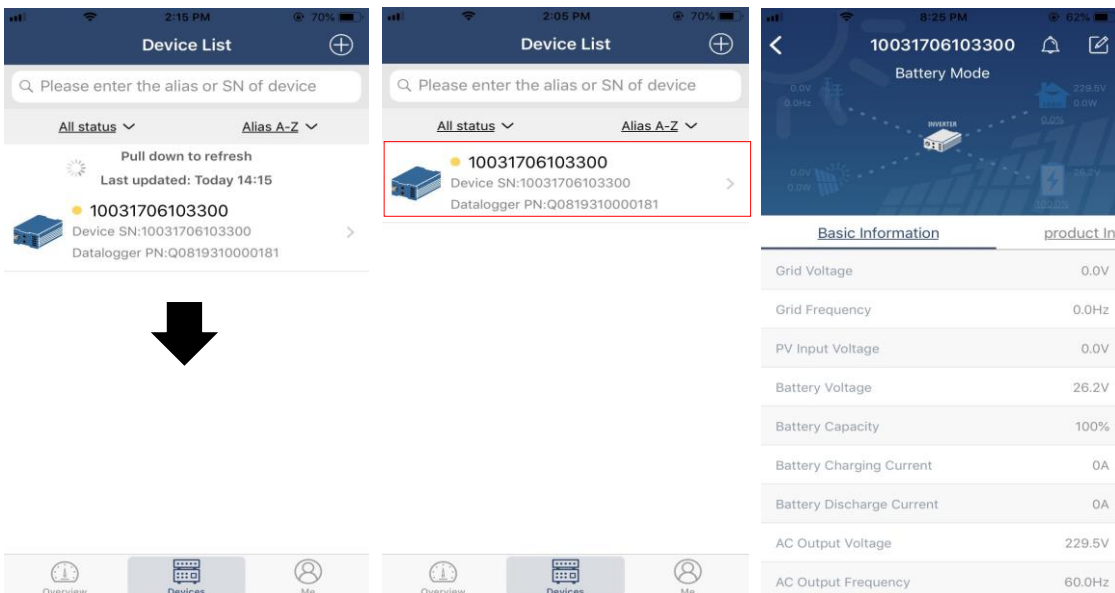 2:15 PM
70%
Device List
Please enter the alias or SN of device
All status
Alias A-Z
Pull down to refresh
Last updated: Today 14:15
10031706103300
Device SN:10031706103300
Datalogger PN:Q0819310000181
Overview
Devices
Me
2:05 PM
70%
Device List
Please enter the alias or SN of device
All status
Alias A-Z
10031706103300
Device SN:10031706103300
Datalogger PN:Q0819310000181
Overview
Devices
Me
8:25 PM
62%
10031706103300
Battery Mode
0.0V
0.0Hz
229.5V
0.0W
0.0%
INVERTER
0.0V
0.0W
26.2V
100.0%
Basic Information
product In
Grid Voltage
0.0V
Grid Frequency
0.0Hz
PV Input Voltage
0.0V
Battery Voltage
26.2V
Battery Capacity
100%
Battery Charging Current
0A
Battery Discharge Current
0A
AC Output Voltage
229.5V
AC Output Frequency
60.0Hz